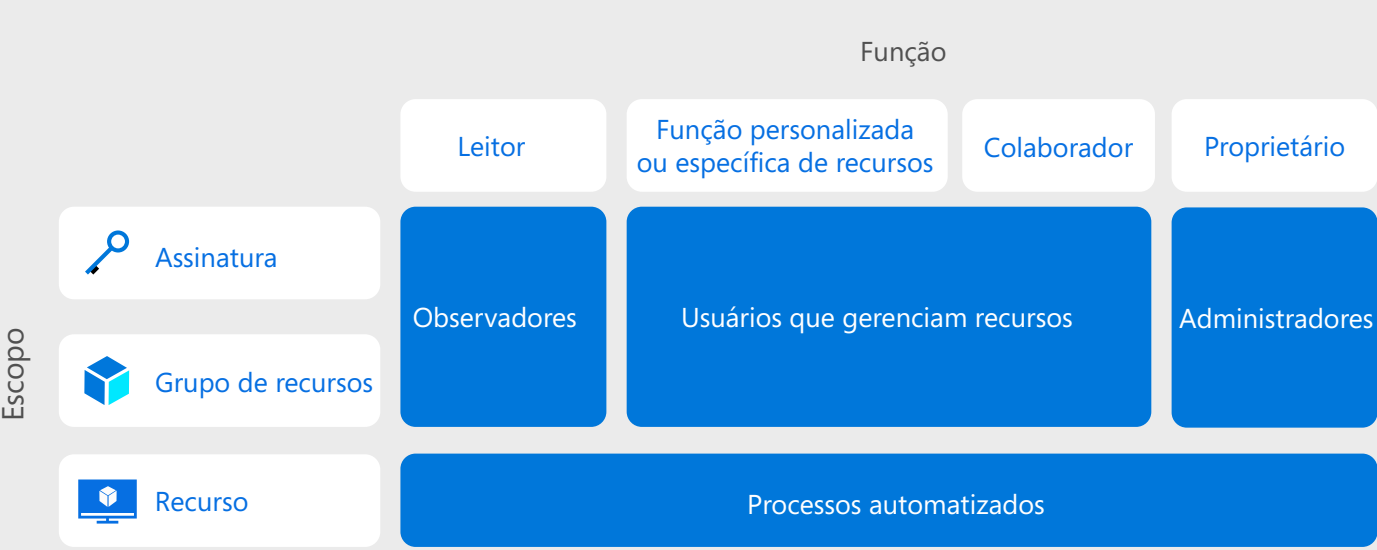 Função
Leitor
Função personalizada
ou específica de recursos
Colaborador
Proprietário
Escopo
Assinatura
Observadores
Usuários que gerenciam recursos
Administradores
Grupo de recursos
Recurso
Processos automatizados